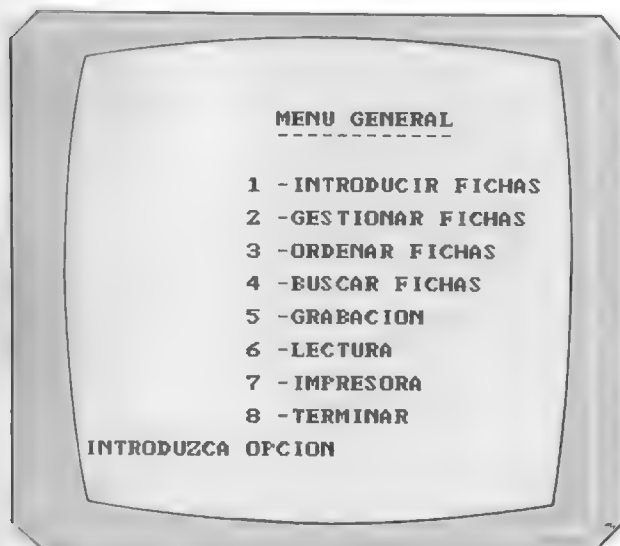 MENU GENERAL
1 -INTRODUCIR FICHAS
2 -GESTIONAR FICHAS
3 -ORDENAR FICHAS
4 -BUSCAR FICHAS
5 -GRABACION
6 -LECTURA
7 -IMPRESORA
8 -TERMINAR
INTRODUZCA OPCION